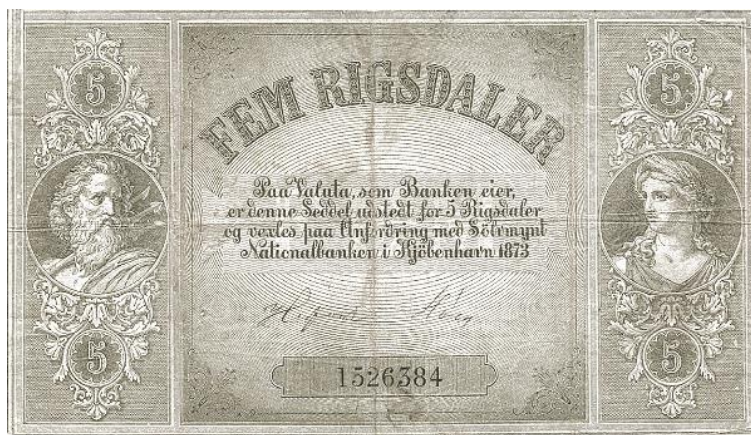 5
5
FEM RIGSDALER
Paa Valuta, som Banken eier,
er denne Seddel udstedt for 5 Rigsdaler
og vexles paa Anfordring med Sölvmynt
Nationalbanken i Kjöbenhavn 1873
1526384
5
5